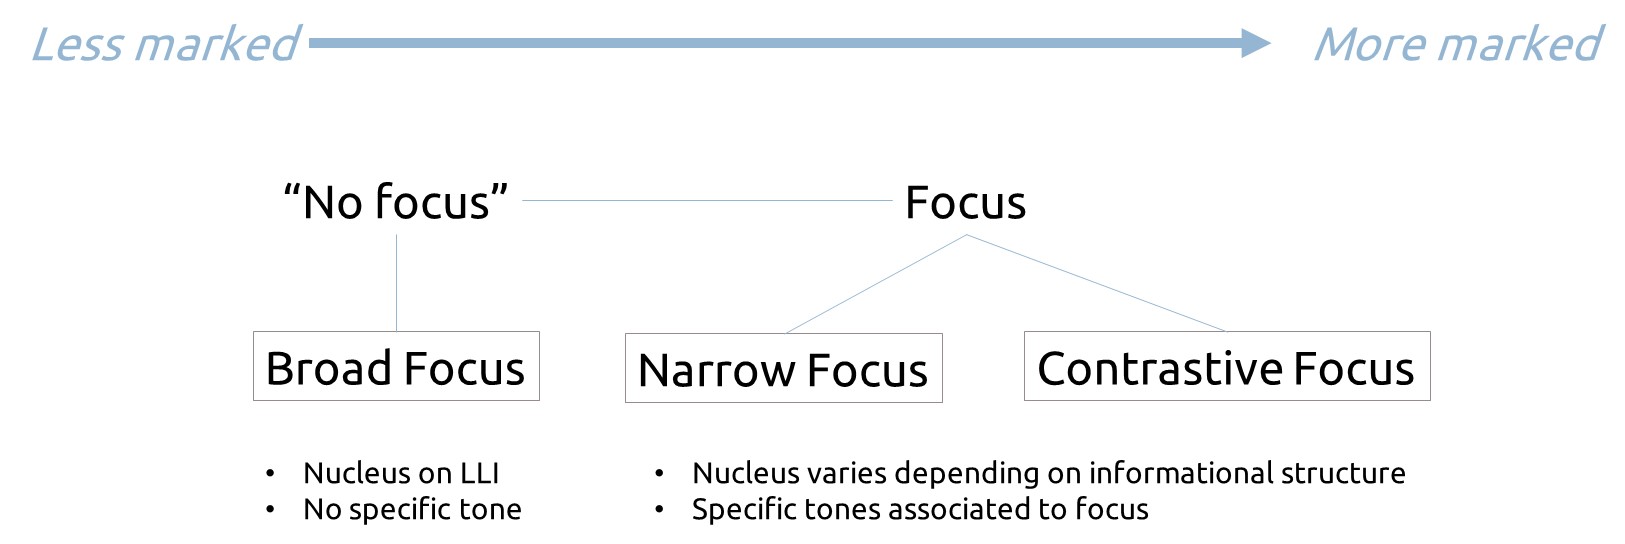 Less marked More marked
“No focus” Focus
Broad Focus Narrow Focus Contrastive Focus
• Nucleus on LLI
• No specific tone
• Nucleus varies depending on informational structure
• Specific tones associated to focus